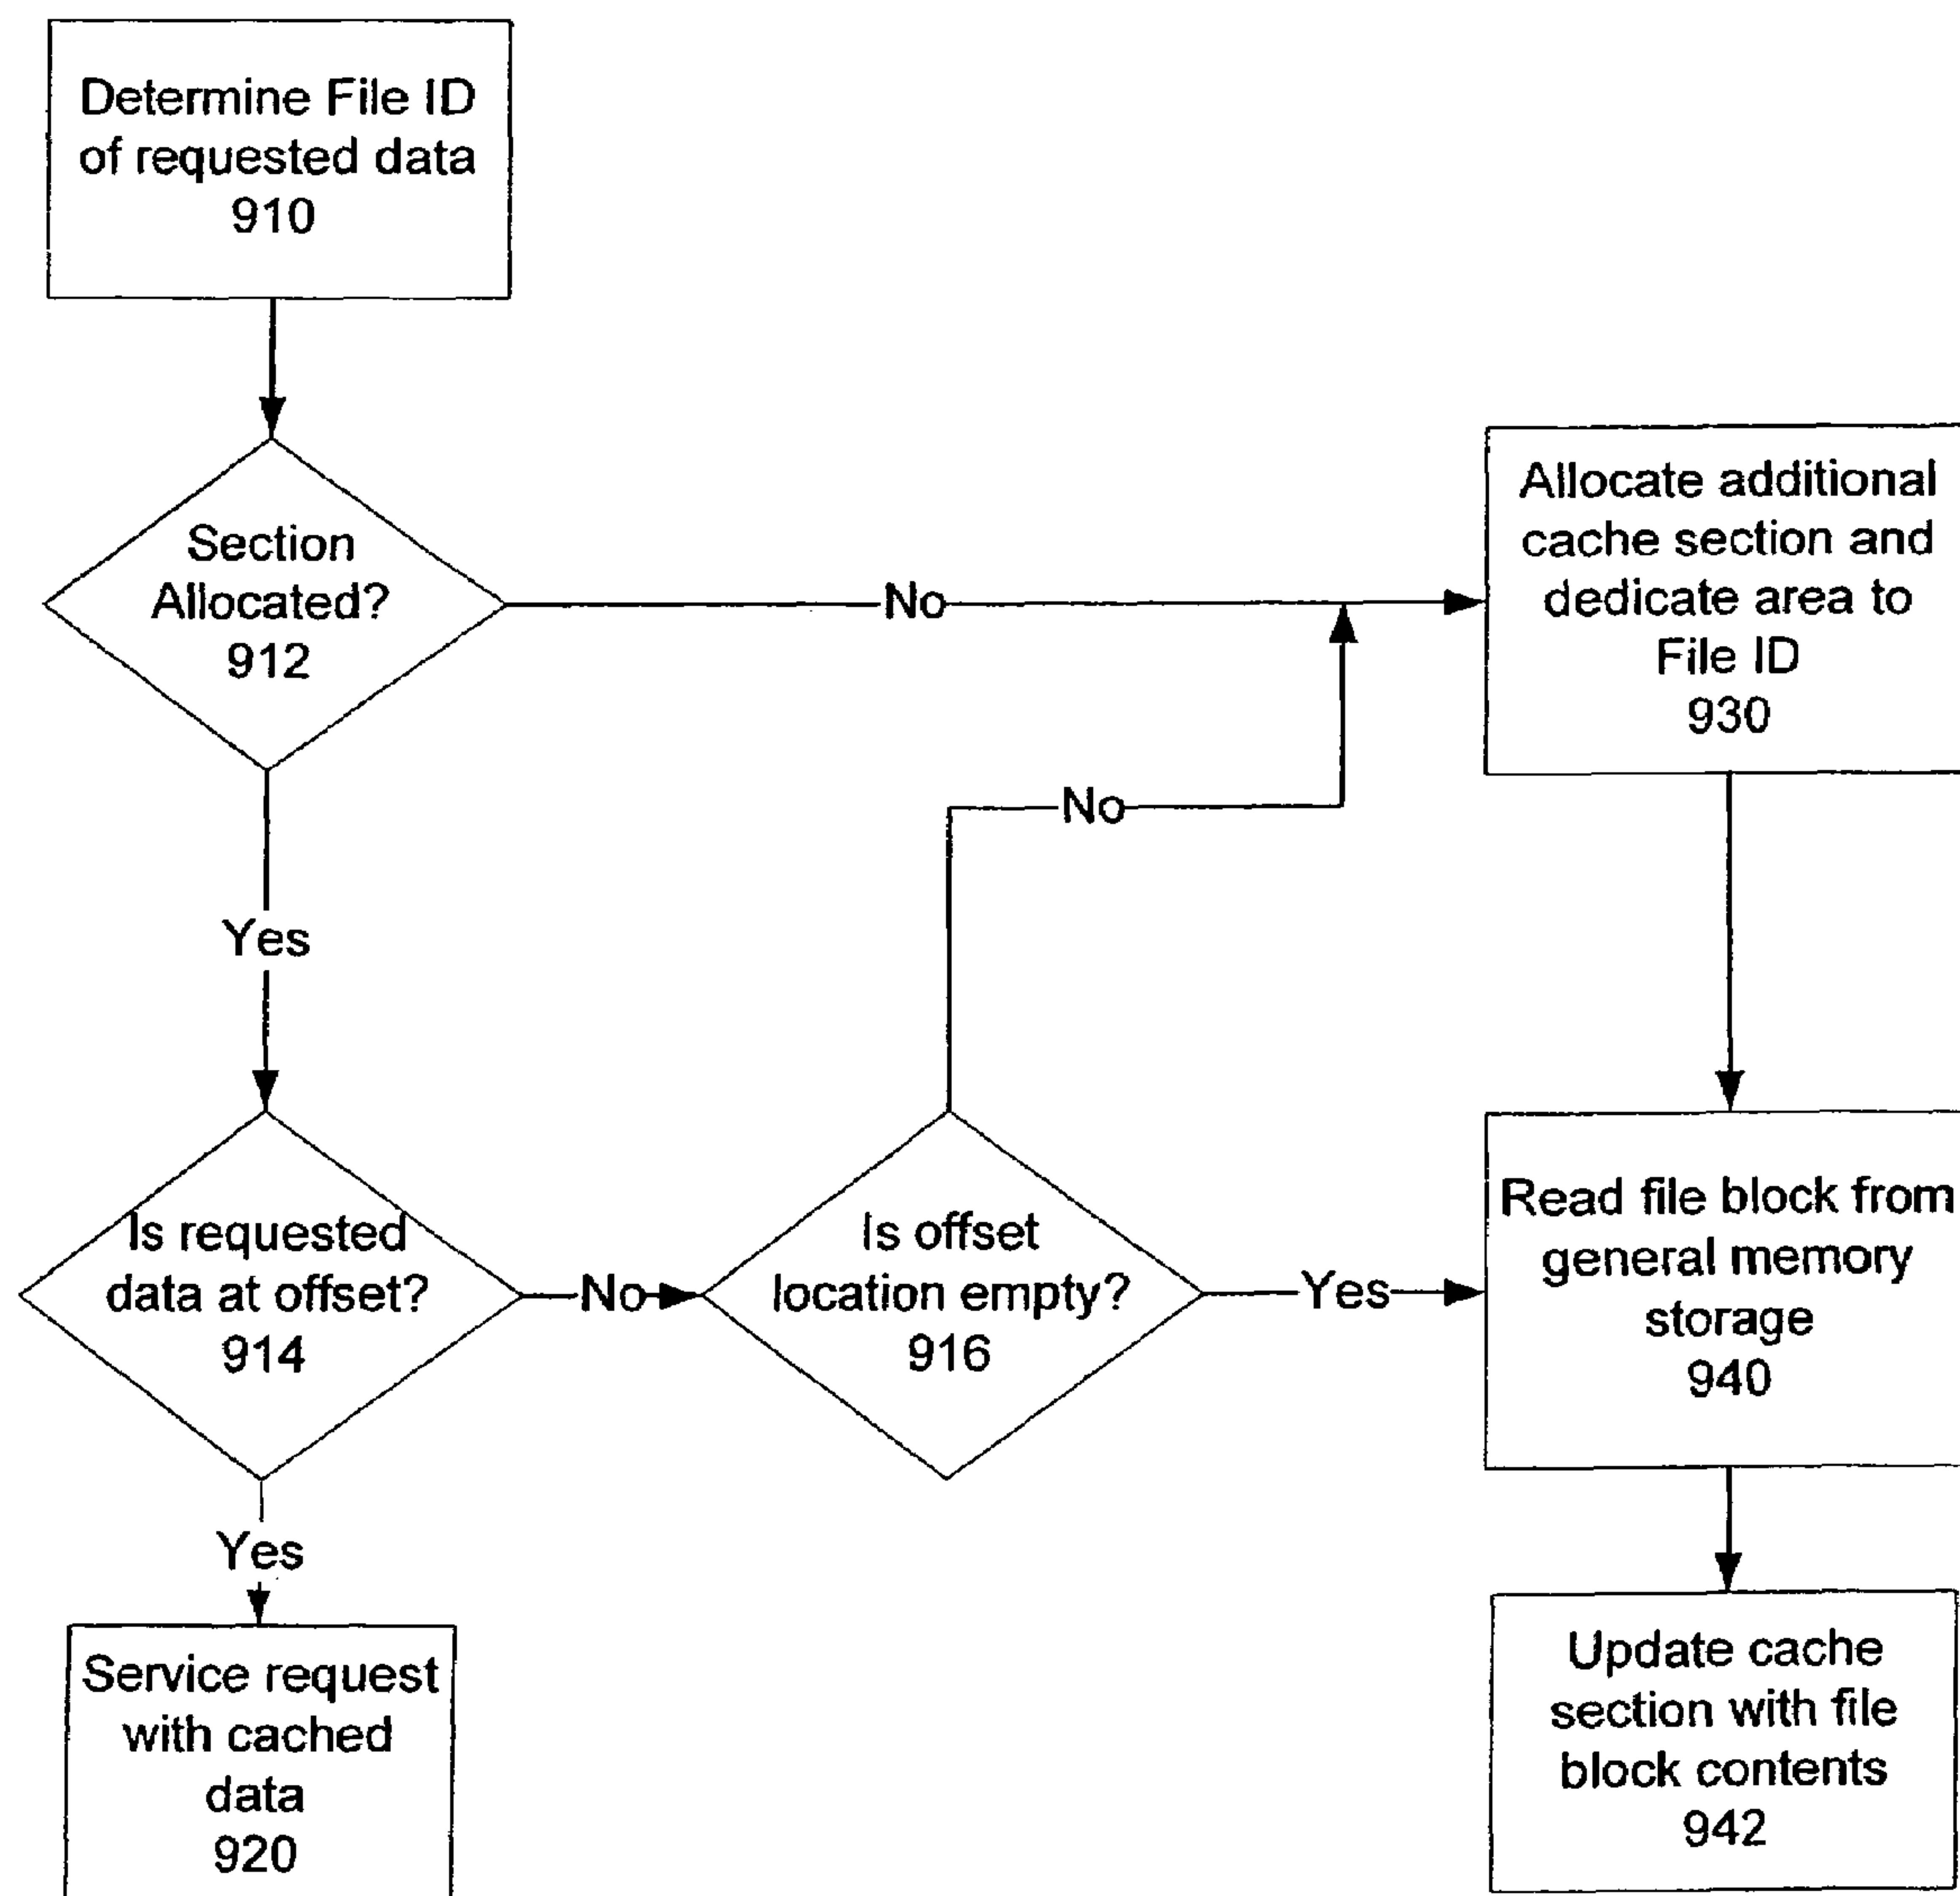 Determine File ID
of requested data
910
Section
Allocated?
912
No
Allocate additional
cache section and
dedicate area to
File ID
930
No
Yes
Is requested
data at offset?
914
No
Is offset
location empty?
916
Yes
Read file block from
general memory
storage
940
Yes
Service request
with cached
data
920
Update cache
section with file
block contents
942